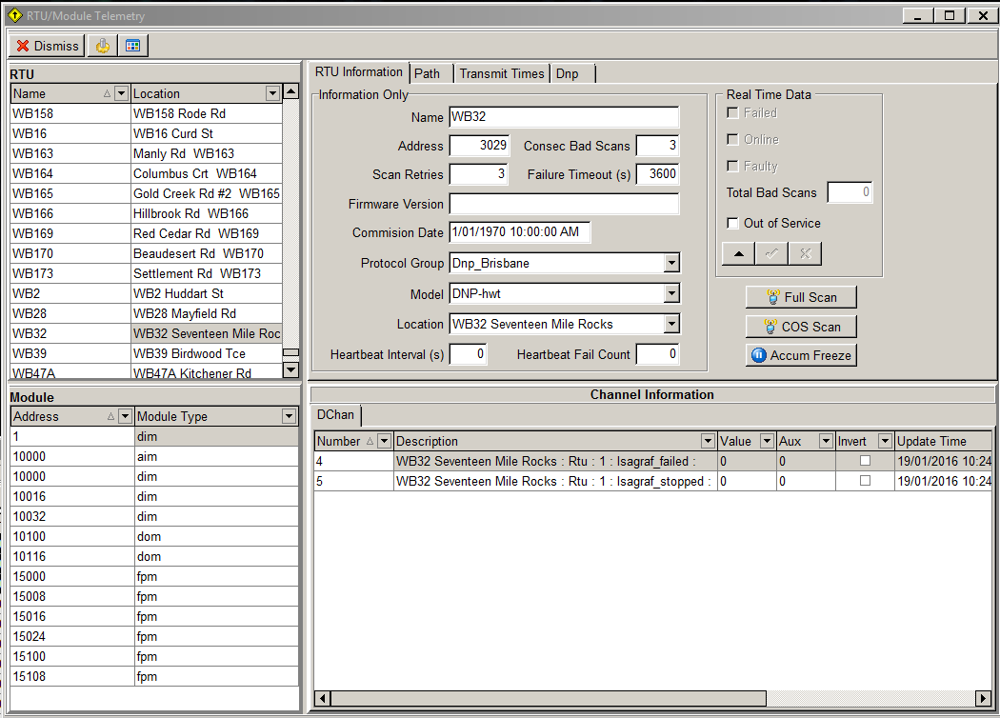 RTU/Module Telemetry
Dismiss
RTU
Name Location
WB158 WB158 Rode Rd
WB16 WB16 Curd St
WB163 Manly Rd WB163
WB164 Columbus Crt WB164
WB165 Gold Creek Rd #2 WB165
WB166 Hillbrook Rd WB166
WB169 Red Cedar Rd WB169
WB170 Beaudesert Rd WB170
WB173 Settlement Rd WB173
WB2 WB2 Huddart St
WB28 WB28 Mayfield Rd
WB32 WB32 Seventeen Mile Roc
WB39 WB39 Birdwood Tce
WB47A WB47A Kitchener Rd
Module
Address Module Type
1 dim
10000 aim
10000 dim
10016 dim
10032 dim
10100 dom
10116 dom
15000 fpm
15008 fpm
15016 fpm
15024 fpm
15100 fpm
15108 fpm
RTU Information Path Transmit Times Dnp
Information Only
Name WB32
Address 3029 Consec Bad Scans 3
Scan Retries 3 Failure Timeout (s) 3600
Firmware Version
Commision Date 1/01/1970 10:00:00 AM
Protocol Group Dnp_Brisbane
Model DNP-hwt
Location WB32 Seventeen Mile Rocks
Heartbeat Interval (s) 0 Heartbeat Fail Count 0
Real Time Data
Failed
Online
Faulty
Total Bad Scans 0
Out of Service
Full Scan
COS Scan
Accum Freeze
Channel Information
DChan
Number Description Value Aux Invert Update Time
4 WB32 Seventeen Mile Rocks : Rtu : 1 : Isagraf_failed : 0 0 19/01/2016 10:24
5 WB32 Seventeen Mile Rocks : Rtu : 1 : Isagraf_stopped : 0 0 19/01/2016 10:24